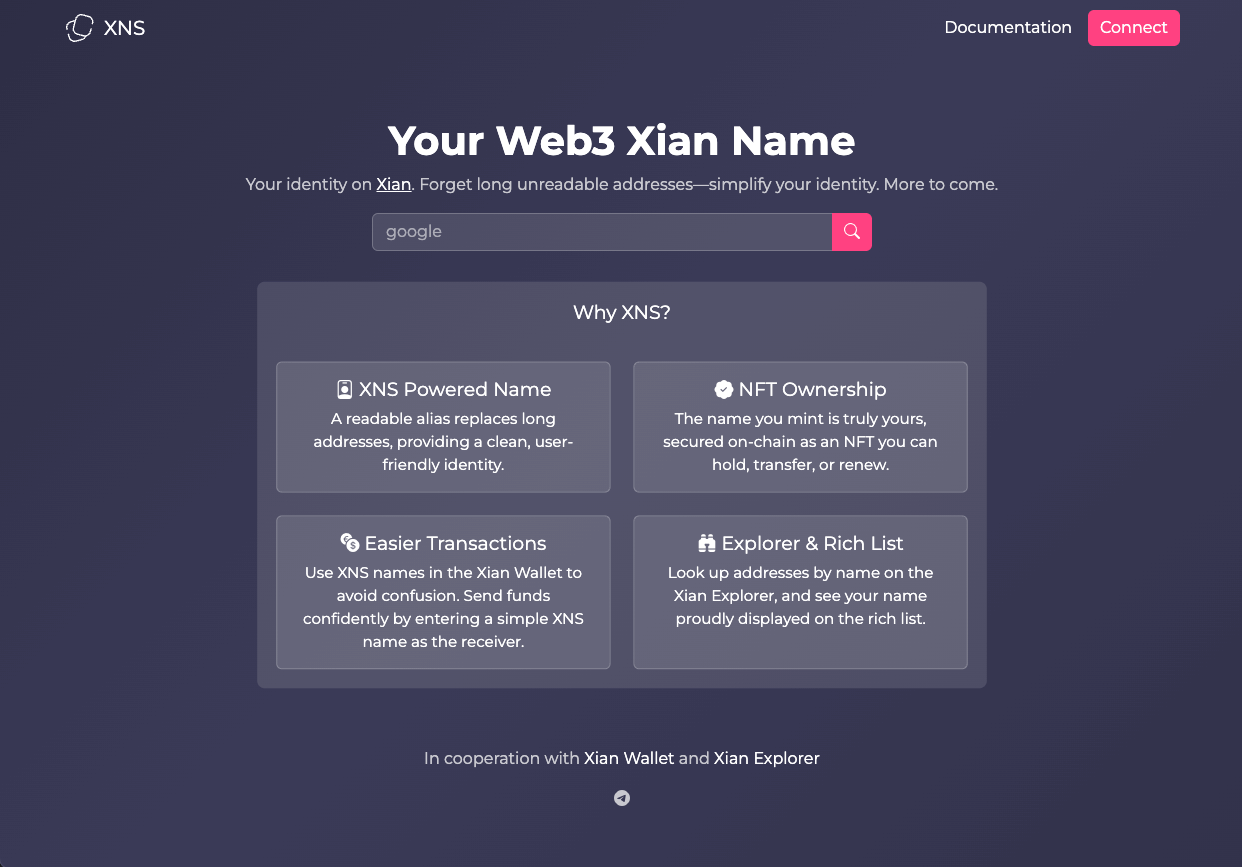 XNS
Documentation
Connect
Your Web3 Xian Name
Your identity on Xian. Forget long unreadable addresses—simplify your identity. More to come.
google
Why XNS?
XNS Powered Name
A readable alias replaces long
addresses, providing a clean, user-
friendly identity.
NFT Ownership
The name you mint is truly yours,
secured on-chain as an NFT you can
hold, transfer, or renew.
Easier Transactions
Use XNS names in the Xian Wallet to
avoid confusion. Send funds
confidently by entering a simple XNS
name as the receiver.
Explorer & Rich List
Look up addresses by name on the
Xian Explorer, and see your name
proudly displayed on the rich list.
In cooperation with Xian Wallet and Xian Explorer